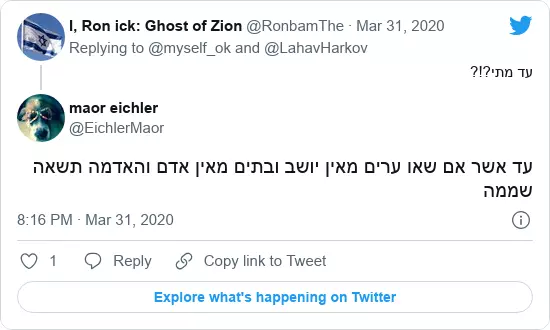 I, Ron ick: Ghost of Zion @RonbamThe · Mar 31, 2020
Replying to @myself_ok and @LahavHarkov
עד מתי?!?
maor eichler
@EichlerMaor
עד אשר אם שאו ערים מאין יושב ובתים מאין אדם והאדמה תשאה
שממה
8:16 PM · Mar 31, 2020
1 Reply Copy link to Tweet
Explore what's happening on Twitter